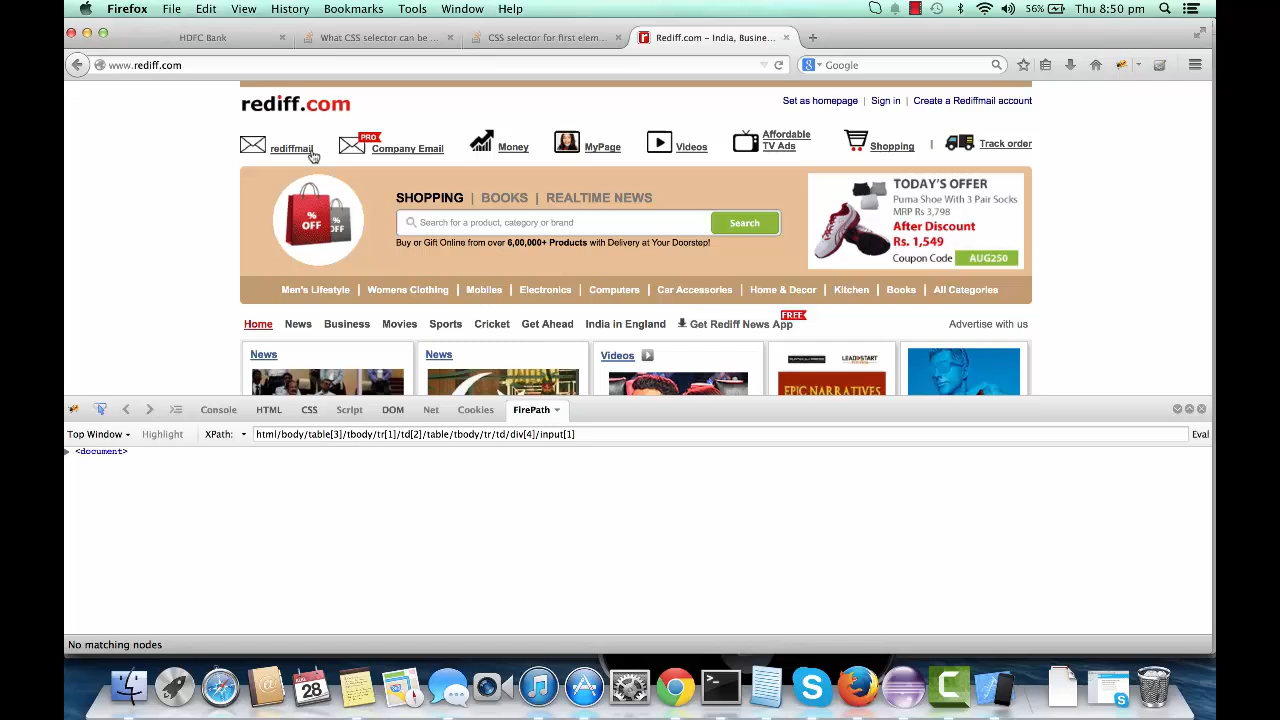 Firefox File Edit View History Bookmarks Tools Window Help 56% Thu 8:50 pm
HDFC Bank What CSS selector can be ... CSS selector for first elem... Rediff.com – India, Busine...
www.rediff.com Google
rediff.com
Set as homepage Sign in Create a Rediffmail account
rediffmail PRO Company Email Money MyPage Videos Affordable TV Ads Shopping | Track order
% OFF % OFF
SHOPPING | BOOKS | REALTIME NEWS
Search for a product, category or brand Search
Buy or Gift Online from over 6,00,000+ Products with Delivery at Your Doorstep!
TODAY'S OFFER
Puma Shoe With 3 Pair Socks
MRP Rs 3,798
After Discount
Rs. 1,549
Coupon Code AUG250
Men's Lifestyle | Womens Clothing | Mobiles | Electronics | Computers | Car Accessories | Home & Decor | Kitchen | Books | All Categories
Home News Business Movies Sports Cricket Get Ahead India in England Get Rediff News App FREE Advertise with us
News News Videos LEADSTART
EPIC NARRATIVES
Console HTML CSS Script DOM Net Cookies FirePath
Top Window Highlight XPath: html/body/table[3]/tbody/tr[1]/td[2]/table/tbody/tr/td/div[4]/input[1] Eval
<document>
No matching nodes
AUG
28